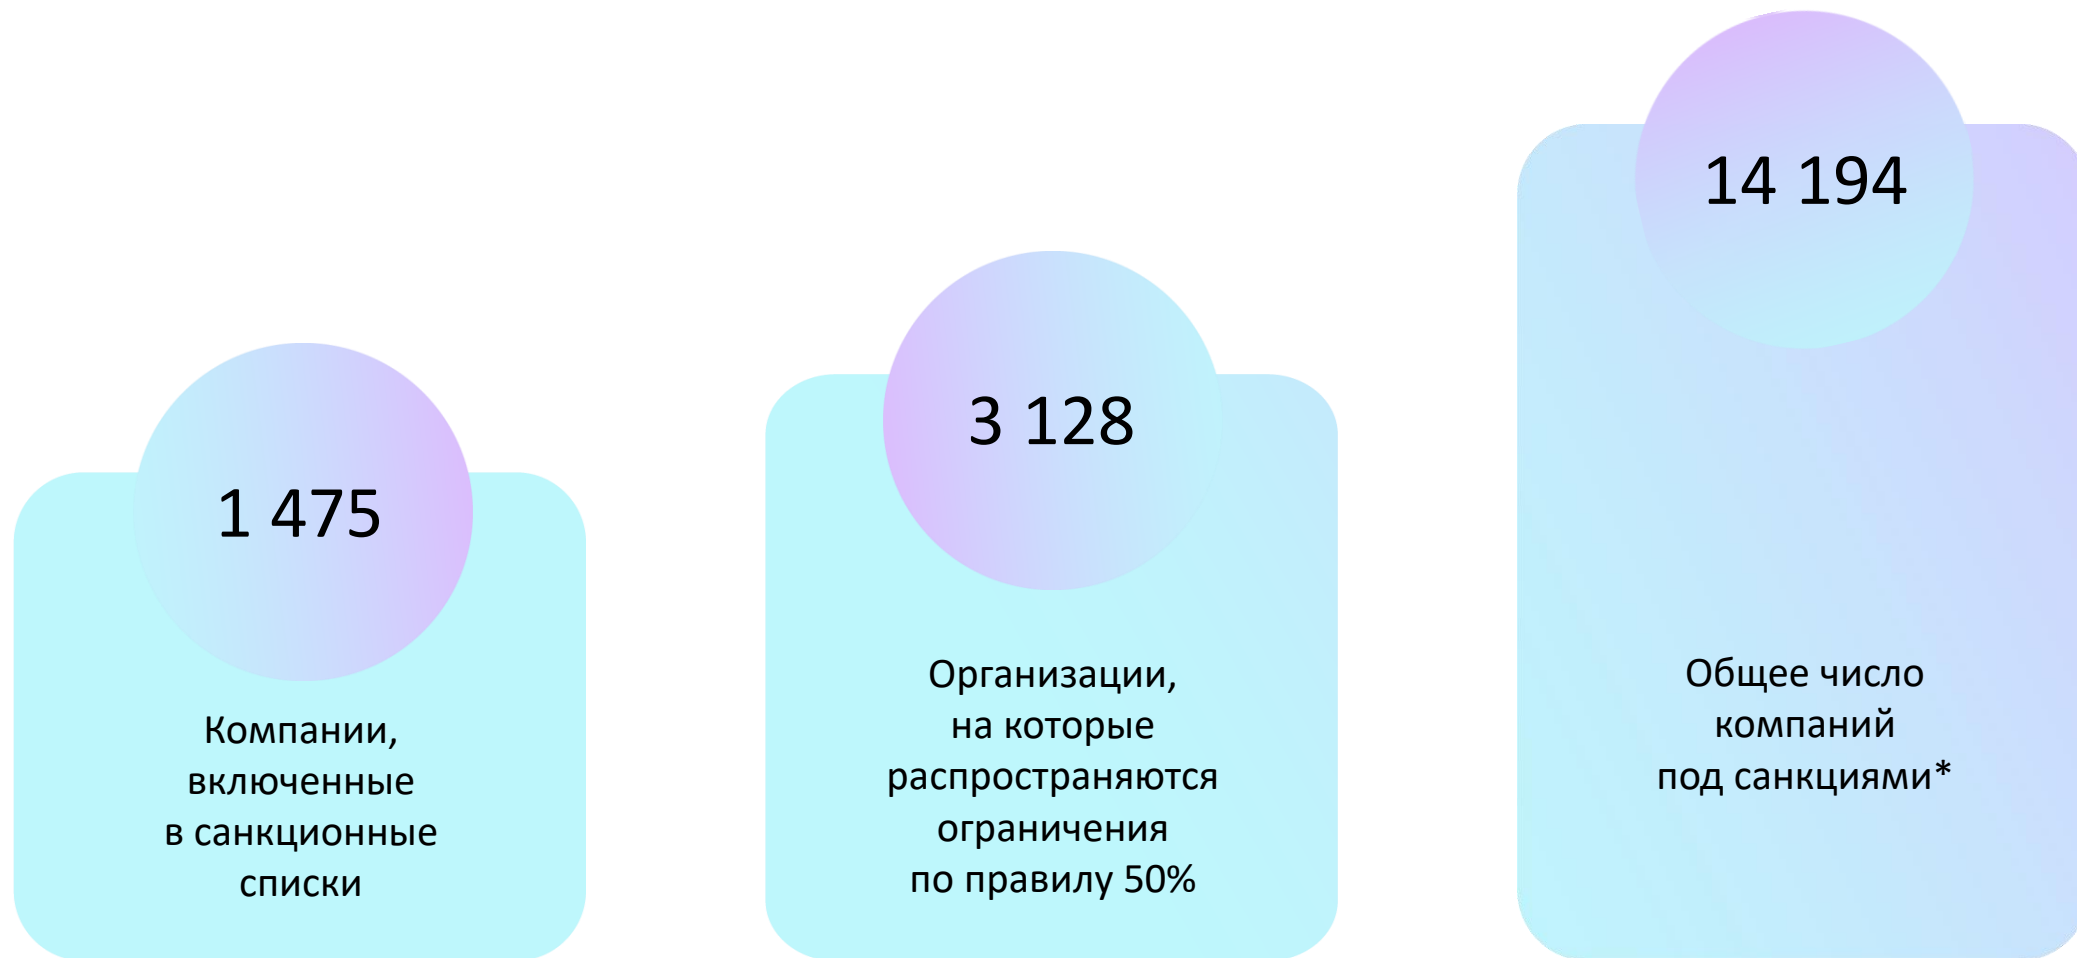 1 475
Компании,
включенные
в санкционные
списки
3 128
Организации,
на которые
распространяются
ограничения
по правилу 50%
14 194
Общее число
компаний
под санкциями*